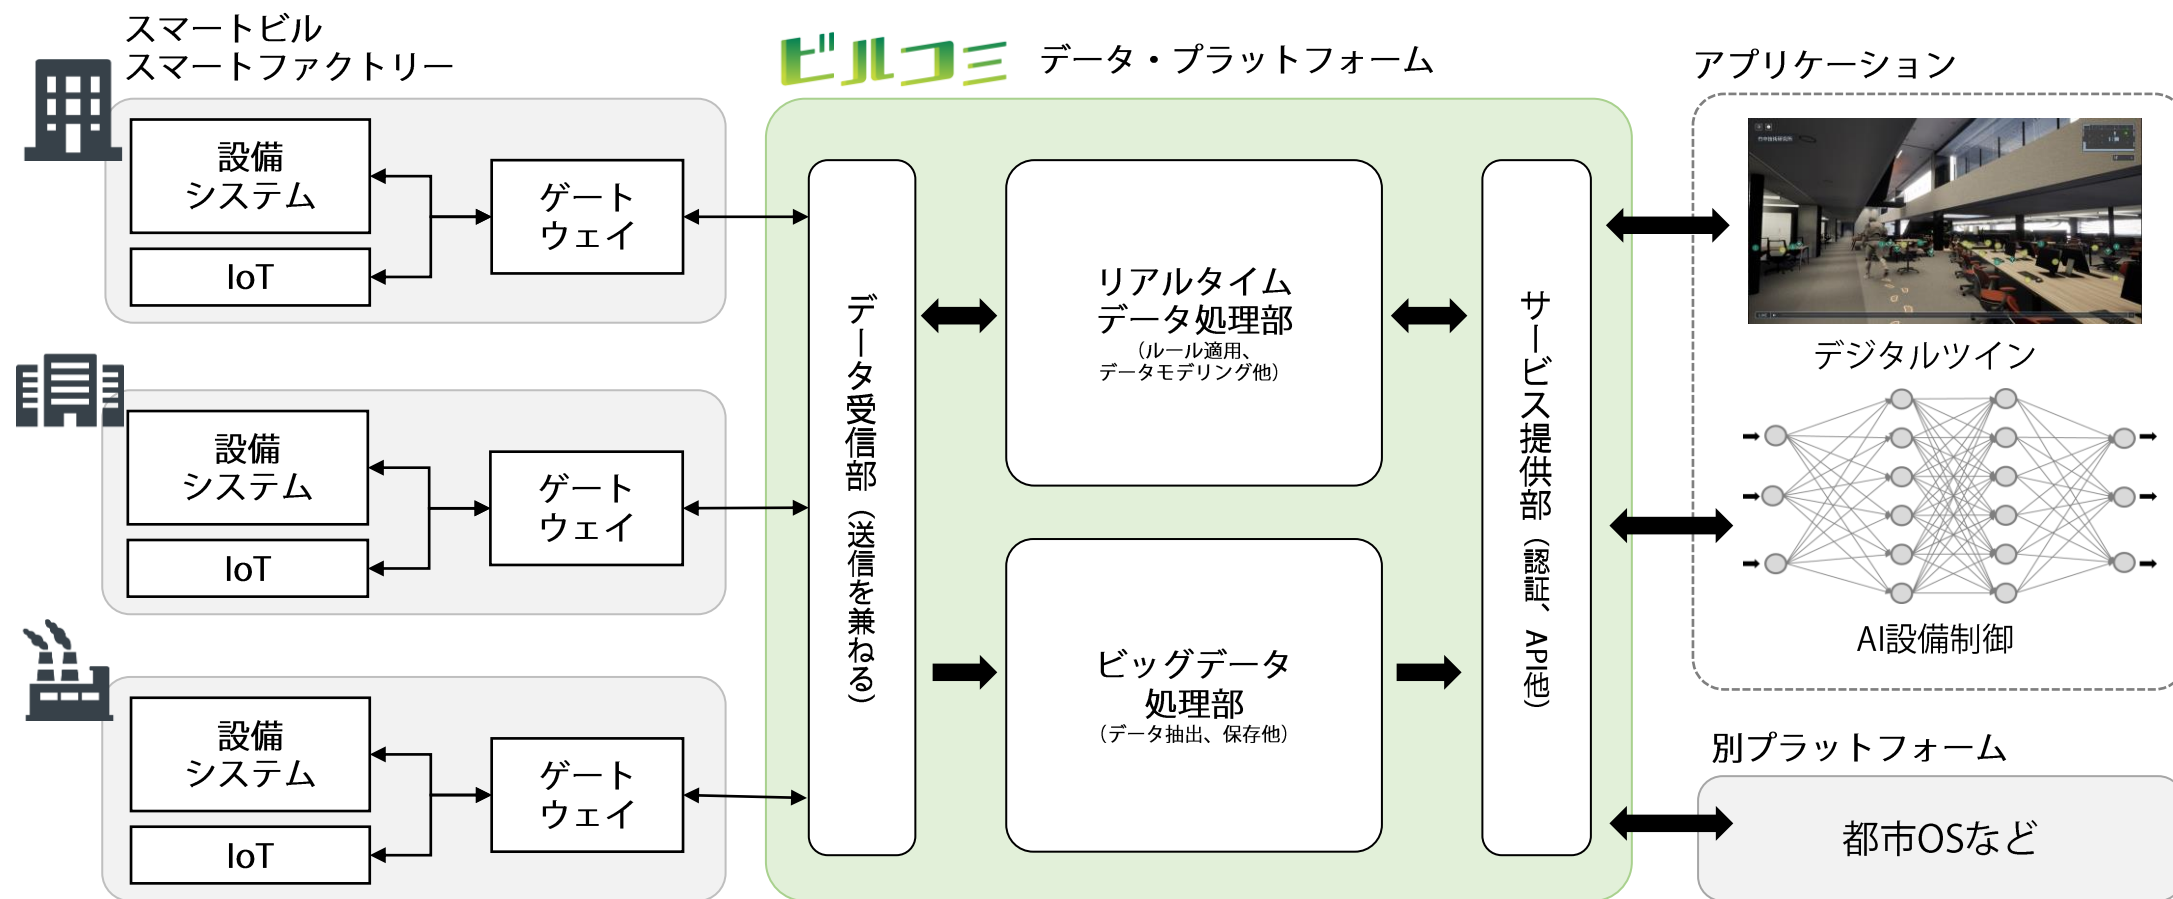 スマートビル
スマートファクトリー
設備
システム
IoT
ゲート
ウェイ
設備
システム
IoT
ゲート
ウェイ
設備
システム
IoT
ゲート
ウェイ
ビルコミ
データ・プラットフォーム
データ受信部（送信を兼ねる）
リアルタイム
データ処理部
（ルール適用、
データモデリング他）
ビッグデータ
処理部
（データ抽出、保存他）
サービス提供部（認証、API他）
アプリケーション
デジタルツイン
AI設備制御
別プラットフォーム
都市OSなど